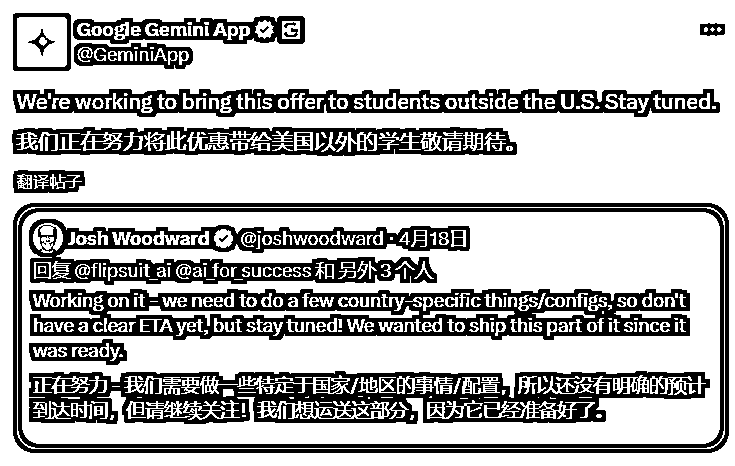 Google Gemini App
@GeminiApp
We're working to bring this offer to students outside the U.S. Stay tuned.
我们正在努力将此优惠带给美国以外的学生敬请期待。
翻译帖子
Josh Woodward @joshwoodward · 4月18日
回复 @flipsuit_ai @ai_for_success 和 另外 3 个人
Working on it - we need to do a few country-specific things/configs, so don't
have a clear ETA yet, but stay tuned! We wanted to ship this part of it since it
was ready.
正在努力 - 我们需要做一些特定于国家/地区的事情/配置，所以还没有明确的预计
到达时间，但请继续关注！我们想运送这部分，因为它已经准备好了。